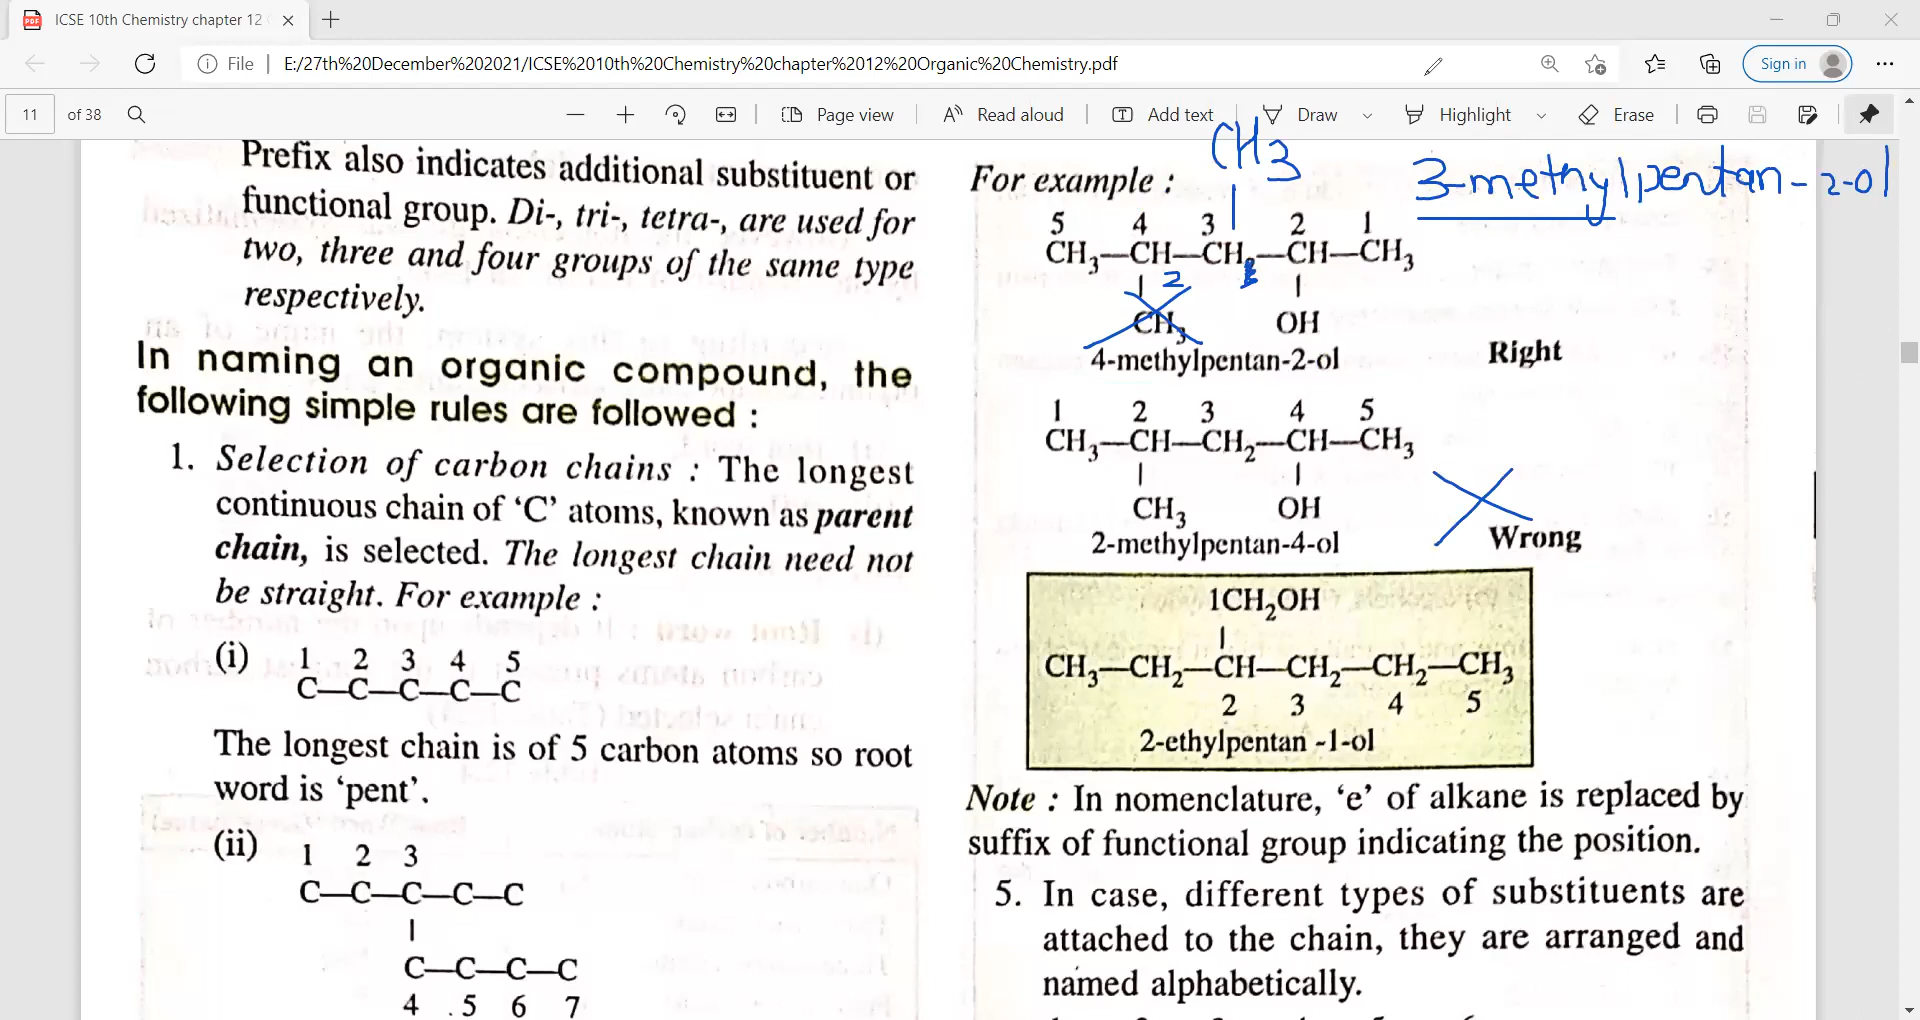 ICSE 10th Chemistry chapter 12
File E:/27th%20December%202021/ICSE%2010th%20Chemistry%20chapter%2012%20Organic%20Chemistry.pdf
Sign in
11 of 38
Page view
Read aloud
Add text
Draw
Highlight
Erase
Prefix also indicates additional substituent or
functional group. Di-, tri-, tetra-, are used for
two, three and four groups of the same type
respectively.
In naming an organic compound, the
following simple rules are followed :
1. Selection of carbon chains : The longest
continuous chain of ‘C’ atoms, known as parent
chain, is selected. The longest chain need not
be straight. For example :
(i) 1 2 3 4 5
C—C—C—C—C
The longest chain is of 5 carbon atoms so root
word is ‘pent’.
(ii) 1 2 3
C—C—C—C—C
|
C—C—C—C
4 .5 6 7
CH3
|
For example :
3-methylpentan-2-ol
5 4 3 2 1
CH3—CH—CH2—CH—CH3
| 2 |
CH3 OH
4-methylpentan-2-ol Right
1 2 3 4 5
CH3—CH—CH2—CH—CH3
| |
CH3 OH
2-methylpentan-4-ol Wrong
1CH2OH
|
CH3—CH2—CH—CH2—CH2—CH3
2 3 4 5
2-ethylpentan -1-ol
Note : In nomenclature, ‘e’ of alkane is replaced by
suffix of functional group indicating the position.
5. In case, different types of substituents are
attached to the chain, they are arranged and
named alphabetically.